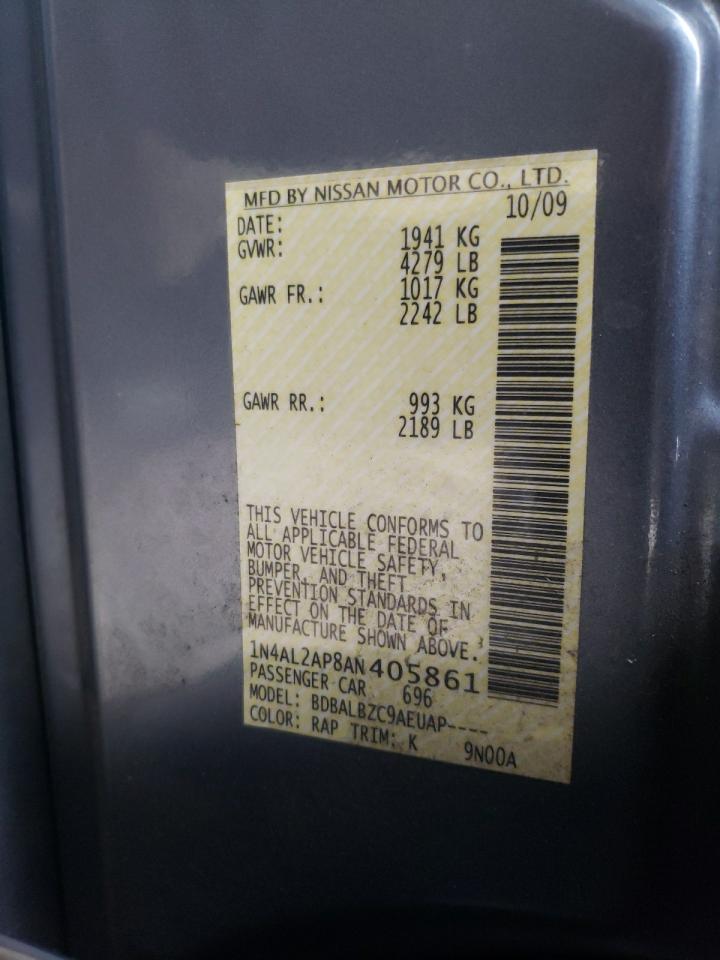 MFD BY NISSAN MOTOR CO., LTD.
DATE: 10/09
GVWR: 1941 KG
4279 LB
GAWR FR.: 1017 KG
2242 LB
GAWR RR.: 993 KG
2189 LB
THIS VEHICLE CONFORMS TO
ALL APPLICABLE FEDERAL
MOTOR VEHICLE SAFETY,
BUMPER, AND THEFT
PREVENTION STANDARDS IN
EFFECT ON THE DATE OF
MANUFACTURE SHOWN ABOVE.
1N4AL2AP8AN405861
PASSENGER CAR 696
MODEL: BDBALBZC9AEUAP----
COLOR: RAP TRIM: K 9N00A